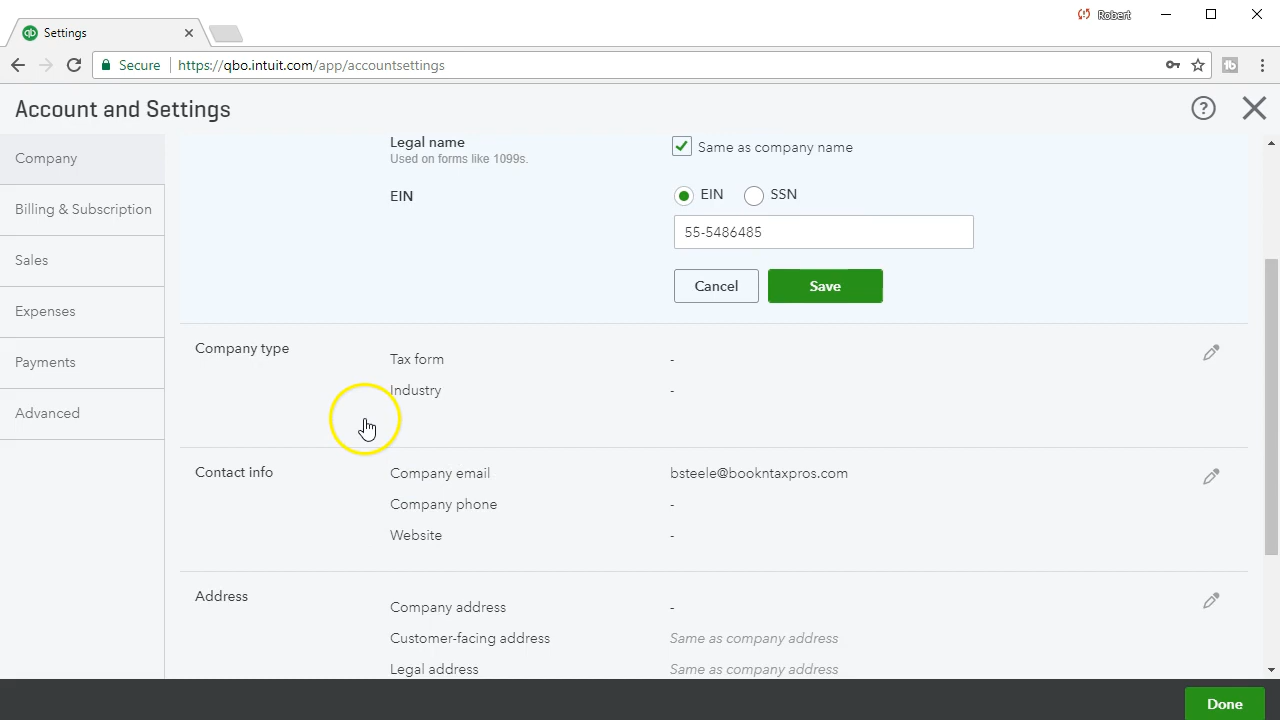 Settings
Robert
Secure
https://qbo.intuit.com/app/accountsettings
Account and Settings
Company
Billing & Subscription
Sales
Expenses
Payments
Advanced
Legal name
Used on forms like 1099s.
Same as company name
EIN
EIN
SSN
55-5486485
Cancel
Save
Company type
Tax form
-
Industry
-
Contact info
Company email
bsteele@bookntaxpros.com
Company phone
-
Website
-
Address
Company address
-
Customer-facing address
Same as company address
Legal address
Same as company address
Done